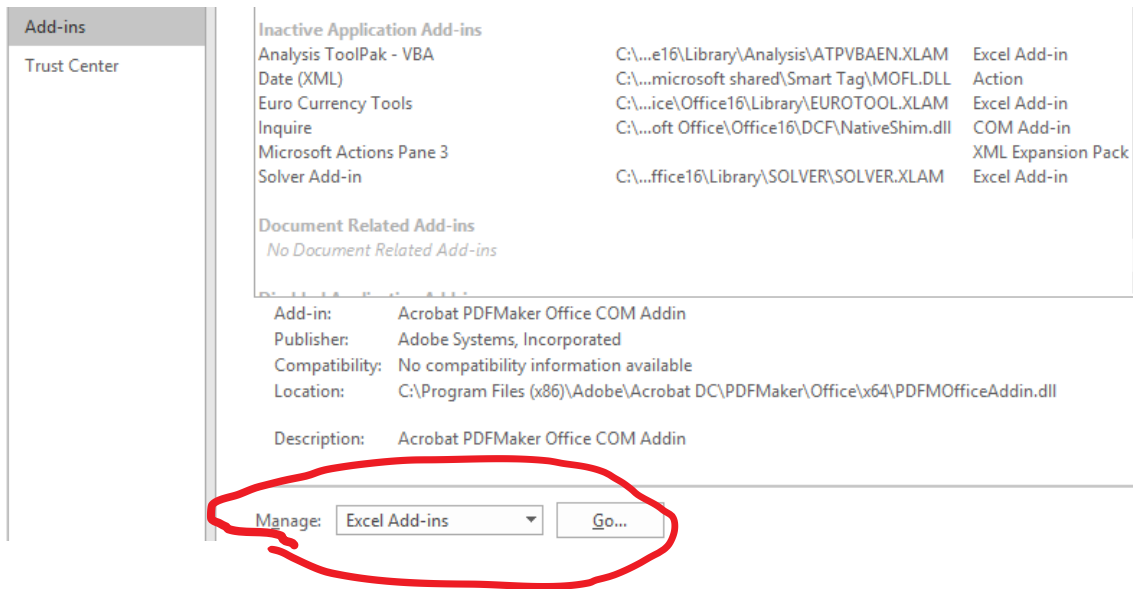 Add-ins
Trust Center
Inactive Application Add-ins
Analysis ToolPak - VBA C:\...e16\Library\Analysis\ATPVBAEN.XLAM Excel Add-in
Date (XML) C:\...microsoft shared\Smart Tag\MOFL.DLL Action
Euro Currency Tools C:\...ice\Office16\Library\EUROTOOL.XLAM Excel Add-in
Inquire C:\...oft Office\Office16\DCF\NativeShim.dll COM Add-in
Microsoft Actions Pane 3 XML Expansion Pack
Solver Add-in C:\...ffice16\Library\SOLVER\SOLVER.XLAM Excel Add-in
Document Related Add-ins
No Document Related Add-ins
Add-in: Acrobat PDFMaker Office COM Addin
Publisher: Adobe Systems, Incorporated
Compatibility: No compatibility information available
Location: C:\Program Files (x86)\Adobe\Acrobat DC\PDFMaker\Office\x64\PDFMOfficeAddin.dll
Description: Acrobat PDFMaker Office COM Addin
Manage: Excel Add-ins Go...